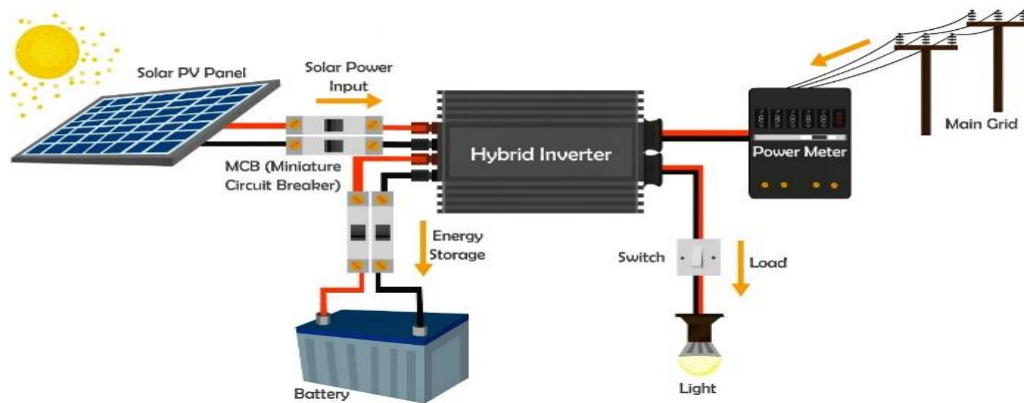 Solar PV Panel
Solar Power
Input
MCB (Miniature
Circuit Breaker)
Hybrid Inverter
Power Meter
Main Grid
Energy
Storage
Switch
Load
Battery
Light